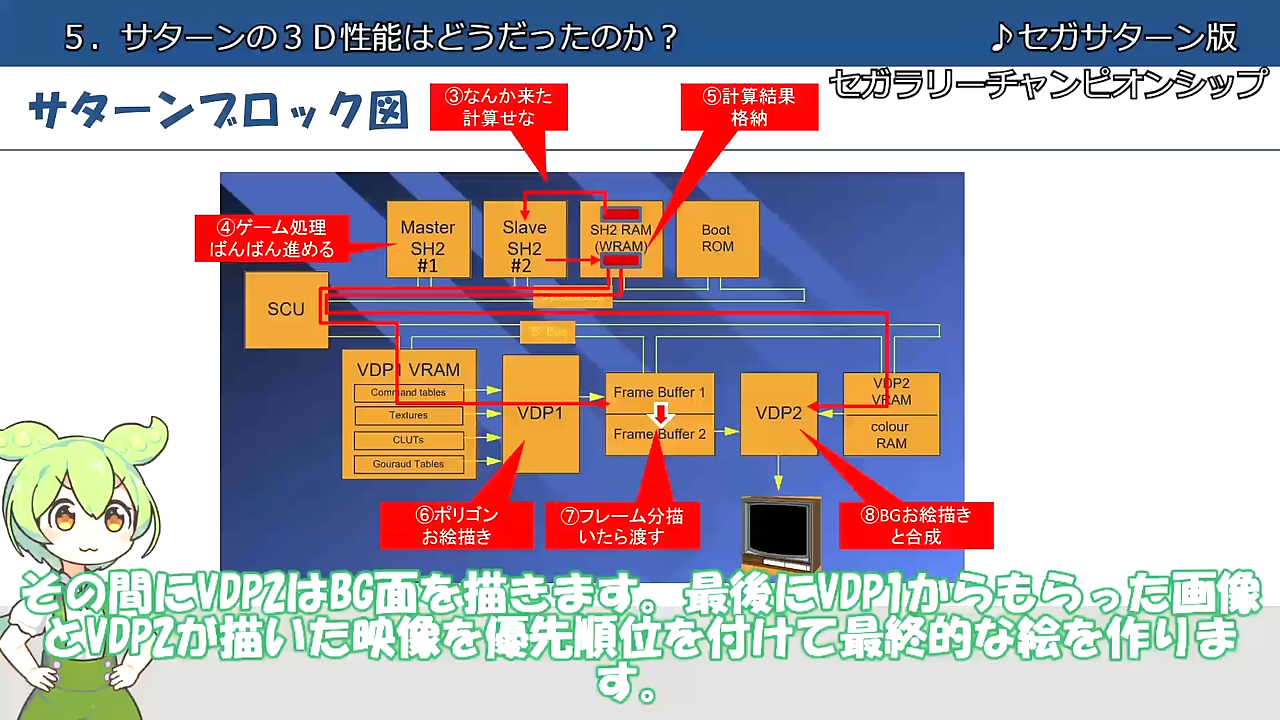 ５．サターンの３Ｄ性能はどうだったのか？
♪セガサターン版
セガラリーチャンピオンシップ
サターンブロック図
③なんか来た
計算せな
⑤計算結果
格納
④ゲーム処理
ばんばん進める
Master
SH2
#1
Slave
SH2
#2
SH2 RAM
(WRAM)
Boot
ROM
SCU
B' Bus
VDP1 VRAM
Command tables
Textures
CLUTs
Gouraud Tables
VDP1
Frame Buffer 1
Frame Buffer 2
VDP2
VDP2
VRAM
colour
RAM
⑥ポリゴン
お絵描き
⑦フレーム分描
いたら渡す
⑧BGお絵描き
と合成
その間にVDP2はBG面を描きます。最後にVDP1からもらった画像
とVDP2が描いた映像を優先順位を付けて最終的な絵を作りま
す。